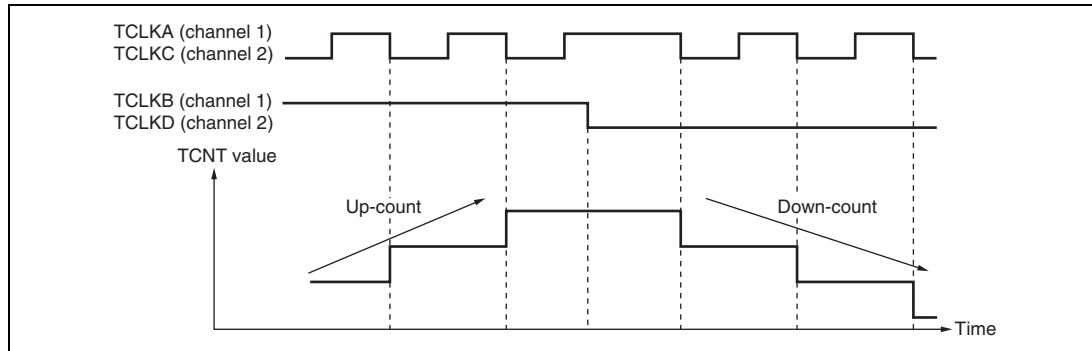 TCLKA (channel 1)
TCLKC (channel 2)
TCLKB (channel 1)
TCLKD (channel 2)
TCNT value
Up-count
Down-count
Time